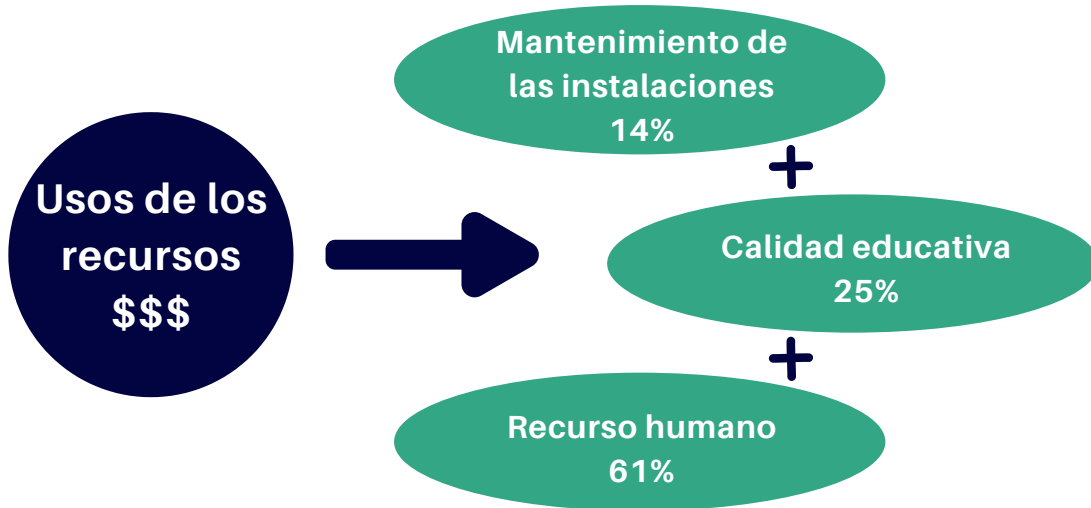 Usos de los
recursos
$$$
Mantenimiento de
las instalaciones
14%
+
Calidad educativa
25%
+
Recurso humano
61%